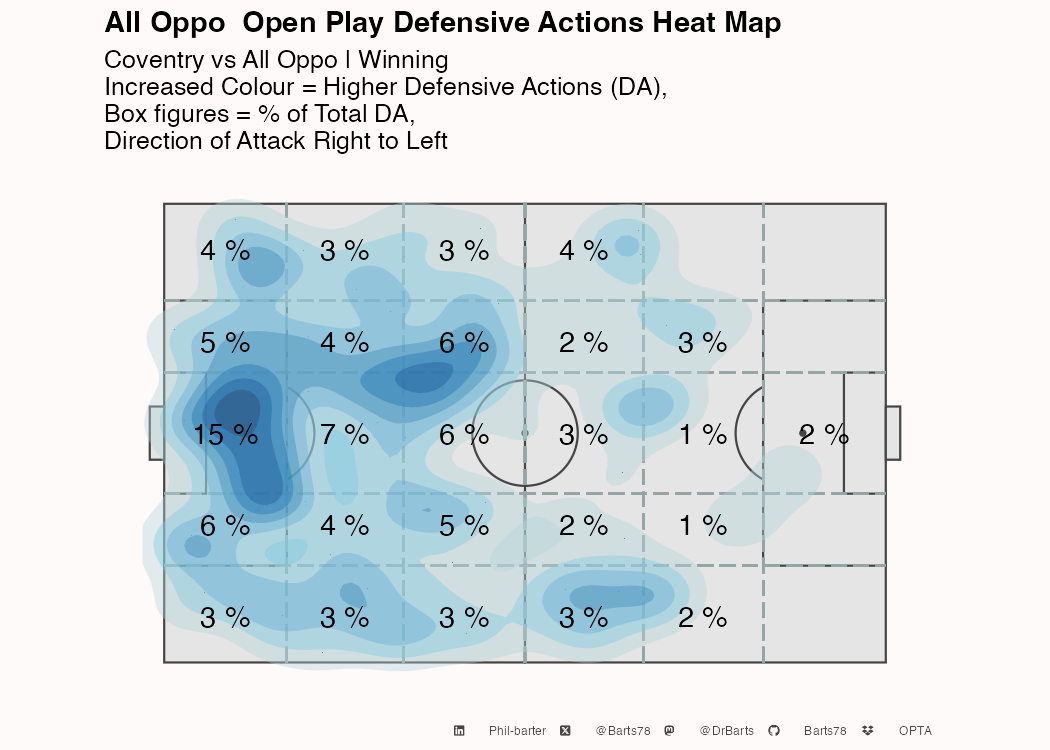 All Oppo  Open Play Defensive Actions Heat Map
Coventry vs All Oppo | Winning
Increased Colour = Higher Defensive Actions (DA),
Box figures = % of Total DA,
Direction of Attack Right to Left
4 % 3 % 3 % 4 %
5 % 4 % 6 % 2 % 3 %
15 % 7 % 6 % 3 % 1 % 2 %
6 % 4 % 5 % 2 % 1 %
3 % 3 % 3 % 3 % 2 %
Phil-barter @Barts78 @DrBarts Barts78 OPTA